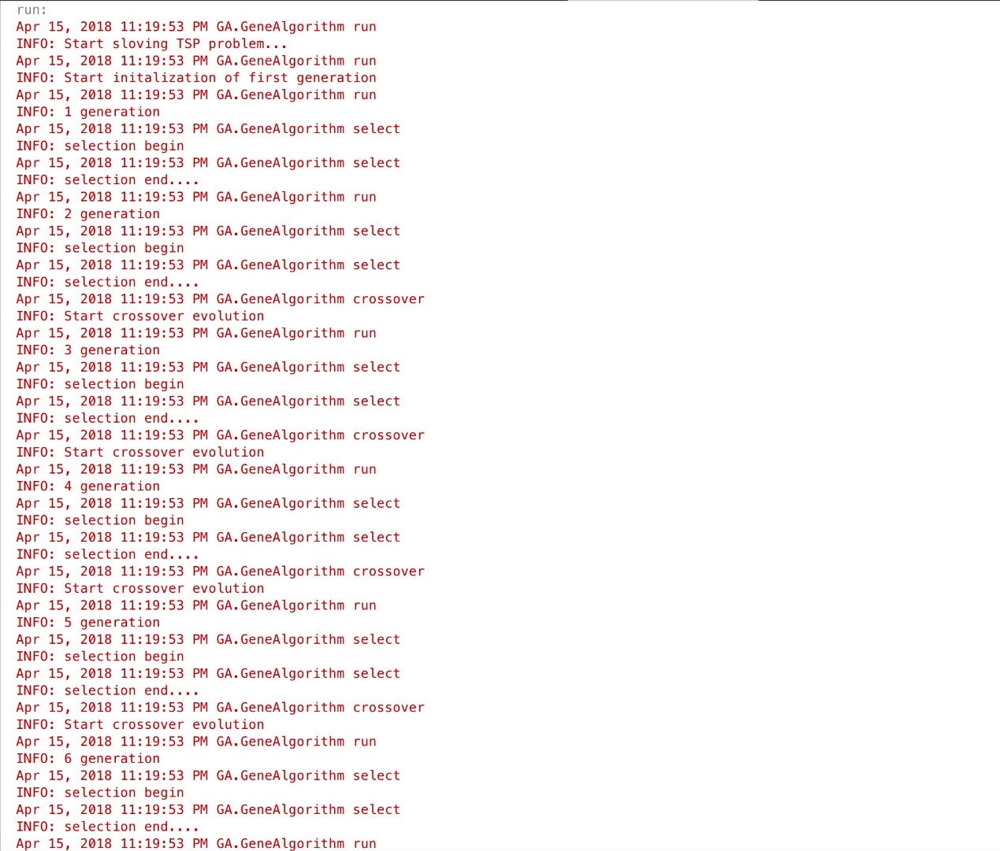 run:
Apr 15, 2018 11:19:53 PM GA.GeneAlgorithm run
INFO: Start sloving TSP problem...
Apr 15, 2018 11:19:53 PM GA.GeneAlgorithm run
INFO: Start initalization of first generation
Apr 15, 2018 11:19:53 PM GA.GeneAlgorithm run
INFO: 1 generation
Apr 15, 2018 11:19:53 PM GA.GeneAlgorithm select
INFO: selection begin
Apr 15, 2018 11:19:53 PM GA.GeneAlgorithm select
INFO: selection end....
Apr 15, 2018 11:19:53 PM GA.GeneAlgorithm run
INFO: 2 generation
Apr 15, 2018 11:19:53 PM GA.GeneAlgorithm select
INFO: selection begin
Apr 15, 2018 11:19:53 PM GA.GeneAlgorithm select
INFO: selection end....
Apr 15, 2018 11:19:53 PM GA.GeneAlgorithm crossover
INFO: Start crossover evolution
Apr 15, 2018 11:19:53 PM GA.GeneAlgorithm run
INFO: 3 generation
Apr 15, 2018 11:19:53 PM GA.GeneAlgorithm select
INFO: selection begin
Apr 15, 2018 11:19:53 PM GA.GeneAlgorithm select
INFO: selection end....
Apr 15, 2018 11:19:53 PM GA.GeneAlgorithm crossover
INFO: Start crossover evolution
Apr 15, 2018 11:19:53 PM GA.GeneAlgorithm run
INFO: 4 generation
Apr 15, 2018 11:19:53 PM GA.GeneAlgorithm select
INFO: selection begin
Apr 15, 2018 11:19:53 PM GA.GeneAlgorithm select
INFO: selection end....
Apr 15, 2018 11:19:53 PM GA.GeneAlgorithm crossover
INFO: Start crossover evolution
Apr 15, 2018 11:19:53 PM GA.GeneAlgorithm run
INFO: 5 generation
Apr 15, 2018 11:19:53 PM GA.GeneAlgorithm select
INFO: selection begin
Apr 15, 2018 11:19:53 PM GA.GeneAlgorithm select
INFO: selection end....
Apr 15, 2018 11:19:53 PM GA.GeneAlgorithm crossover
INFO: Start crossover evolution
Apr 15, 2018 11:19:53 PM GA.GeneAlgorithm run
INFO: 6 generation
Apr 15, 2018 11:19:53 PM GA.GeneAlgorithm select
INFO: selection begin
Apr 15, 2018 11:19:53 PM GA.GeneAlgorithm select
INFO: selection end....
Apr 15, 2018 11:19:53 PM GA.GeneAlgorithm run